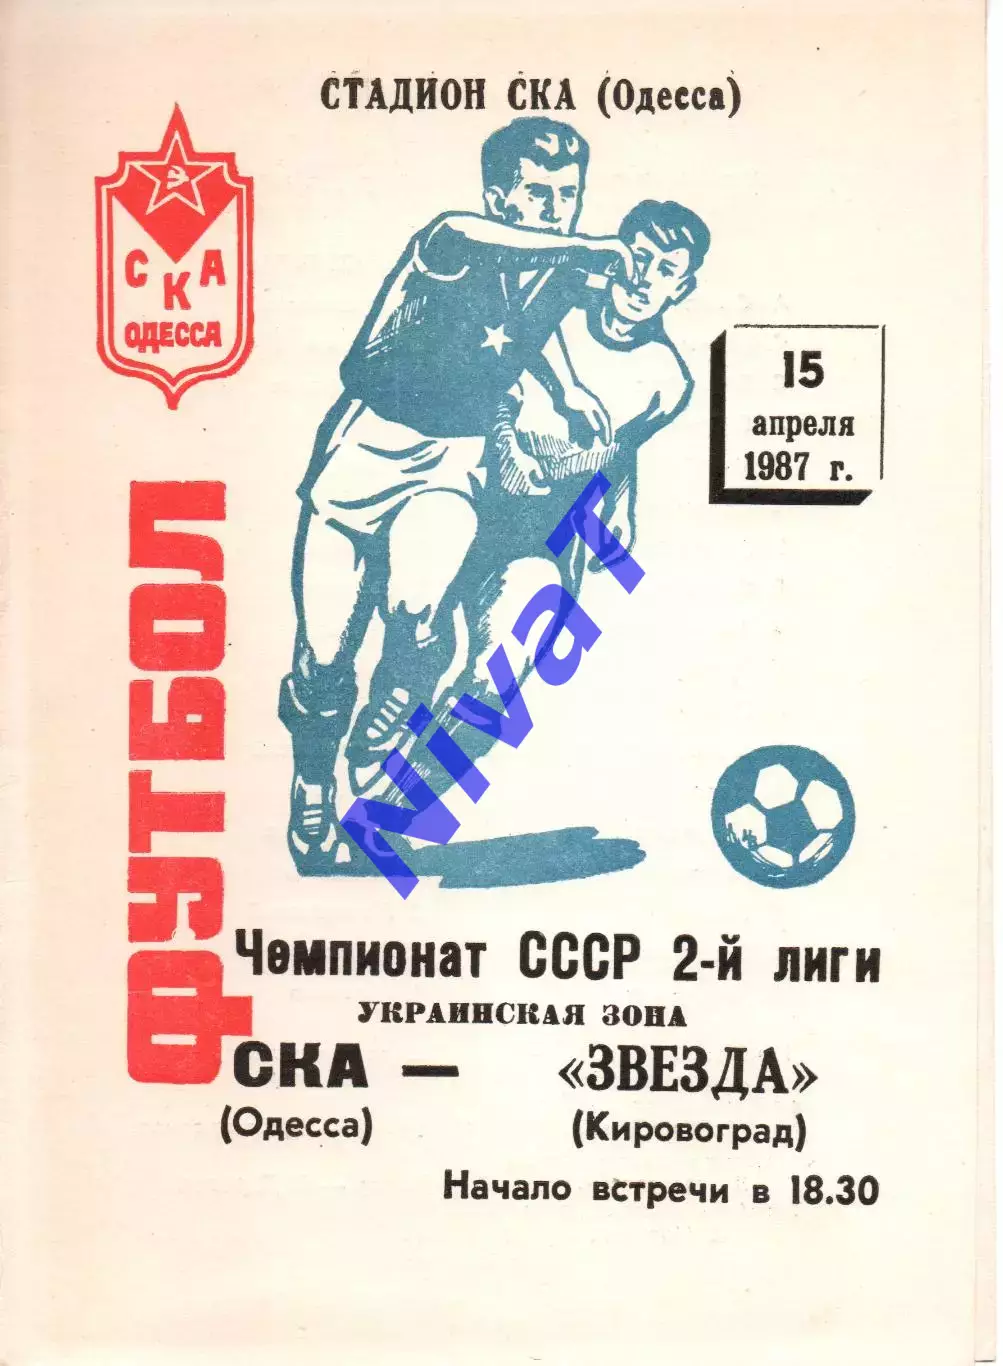 СТАДИОН СКА (Одесса)
СКА
ОДЕССА
15
апреля
1987 г.
ФУТБОЛ
NivaT
Чемпионат СССР 2-й лиги
УКРАИНСКАЯ ЗОНА
СКА — «ЗВЕЗДА»
(Одесса) (Кировоград)
Начало встречи в 18.30